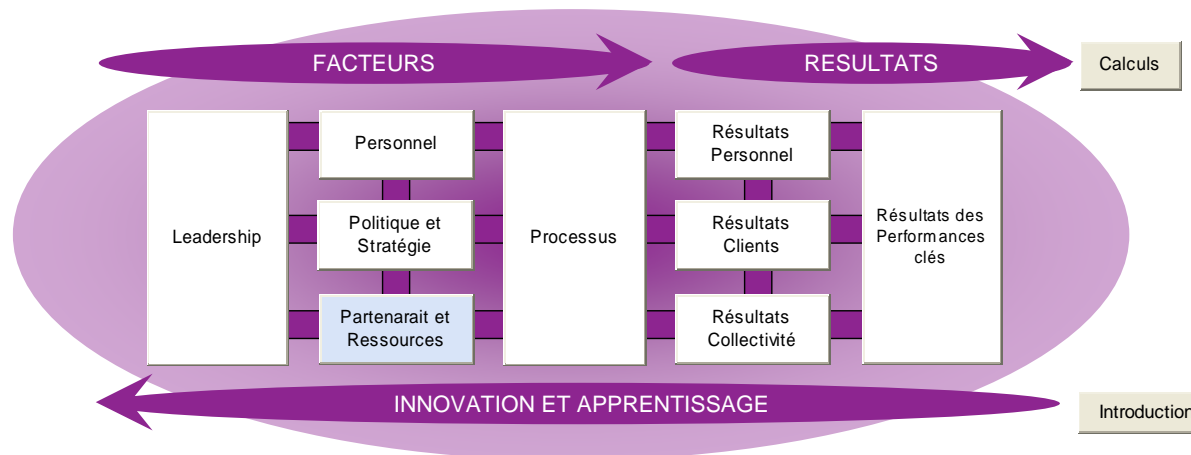 FACTEURS
RESULTATS
Calculs
Leadership
Personnel
Politique et
Stratégie
Partenarait et
Ressources
Processus
Résultats
Personnel
Résultats
Clients
Résultats
Collectivité
Résultats des
Performances
clés
INNOVATION ET APPRENTISSAGE
Introduction